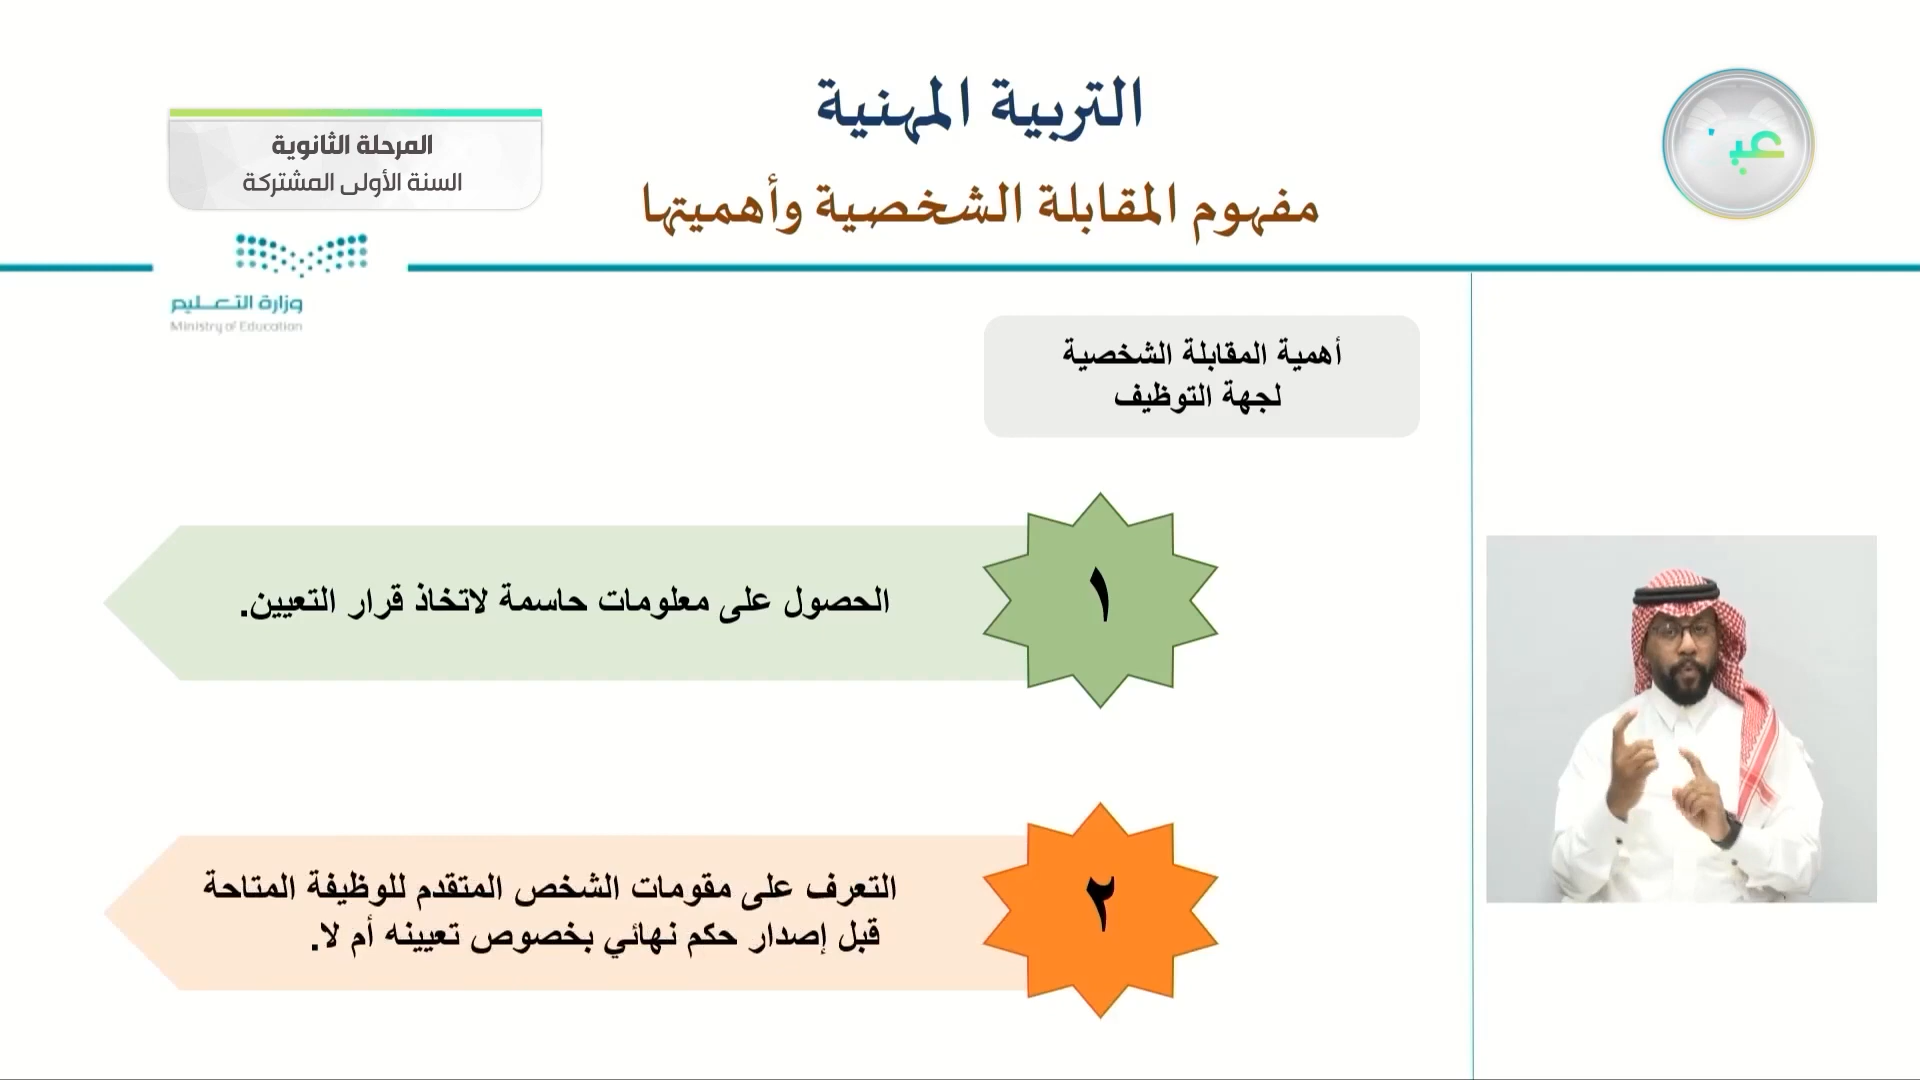 التربية المهنية
مفهوم المقابلة الشخصية وأهميتها
المرحلة الثانوية
السنة الأولى المشتركة
وزارة التعليم
Ministry of Education
أهمية المقابلة الشخصية
لجهة التوظيف
١
الحصول على معلومات حاسمة لاتخاذ قرار التعيين.
٢
التعرف على مقومات الشخص المتقدم للوظيفة المتاحة
قبل إصدار حكم نهائي بخصوص تعيينه أم لا.